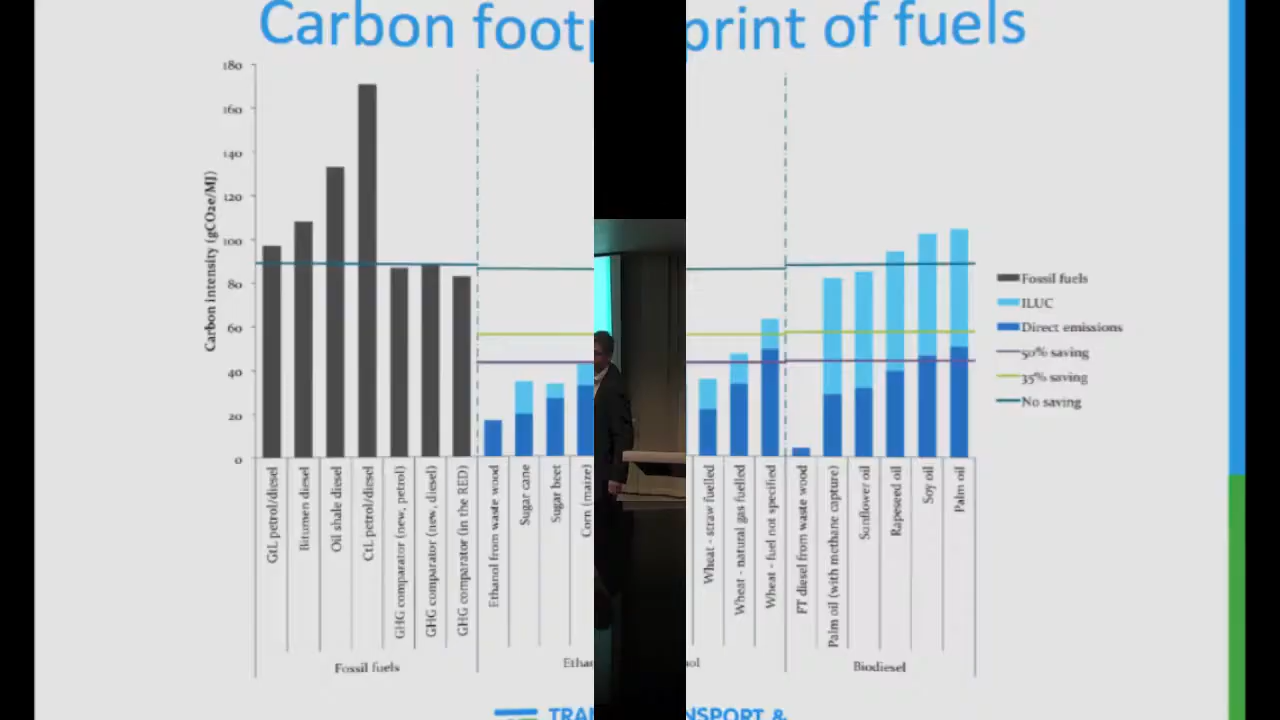 Carbon footprint of fuels
180
160
140
120
100
80
60
40
20
0
Carbon intensity (gCO2e/MJ)
GtL petrol/diesel
Bitumen diesel
Oil shale diesel
CtL petrol/diesel
GHG comparator (new, petrol)
GHG comparator (new, diesel)
GHG comparator (in the RED)
Ethanol from waste wood
Sugar cane
Sugar beet
Corn (maize)
Wheat - straw fuelled
Wheat - natural gas fuelled
Wheat - fuel not specified
FT diesel from waste wood
Palm oil (with methane capture)
Sunflower oil
Rapeseed oil
Soy oil
Palm oil
Fossil fuels
Ethanol
Biodiesel
Fossil fuels
ILUC
Direct emissions
50% saving
35% saving
No saving
TRANSPORT &